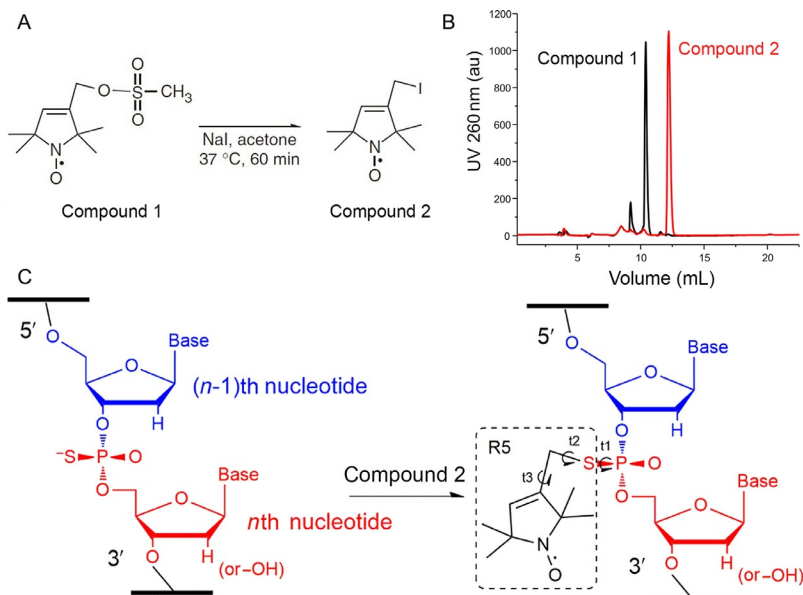 A
O
O
S
CH₃
O
N
O
NaI, acetone
37 °C, 60 min
I
N
O
Compound 1
Compound 2
B
UV 260 nm (au)
1200
1000
800
600
400
200
0
Compound 1
Compound 2
5
10
15
20
Volume (mL)
C
5′
O
Base
O
(n-1)th nucleotide
O
H
⁻S
P
O
O
Base
O
nth nucleotide
3′
O
H
(or–OH)
Compound 2
5′
O
Base
O
O
H
R5
t2
t1
t3
S
P
O
O
Base
O
N
O
3′
O
H
(or–OH)